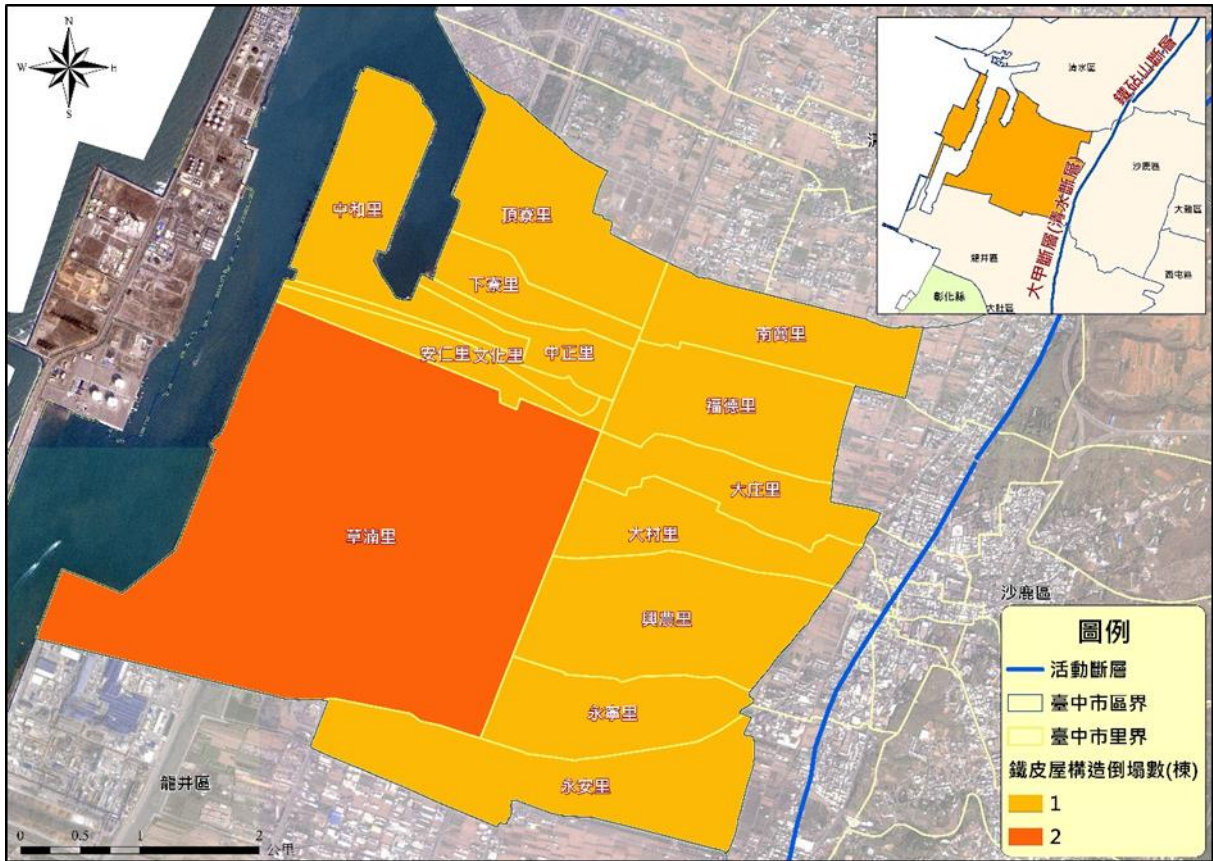 N
W
E
S
中和里
頂寮里
下寮里
安仁里
文化里
中正里
南簡里
福德里
大庄里
大村里
草湳里
興農里
永寧里
永安里
龍井區
沙鹿區
0
0.5
1
2
公里
清水區
鐵砧山斷層
沙鹿區
大甲斷層(清水斷層)
大雅區
龍井區
西屯區
彰化縣
大肚區
圖例
活動斷層
臺中市區界
臺中市里界
鐵皮屋構造倒塌數(棟)
1
2